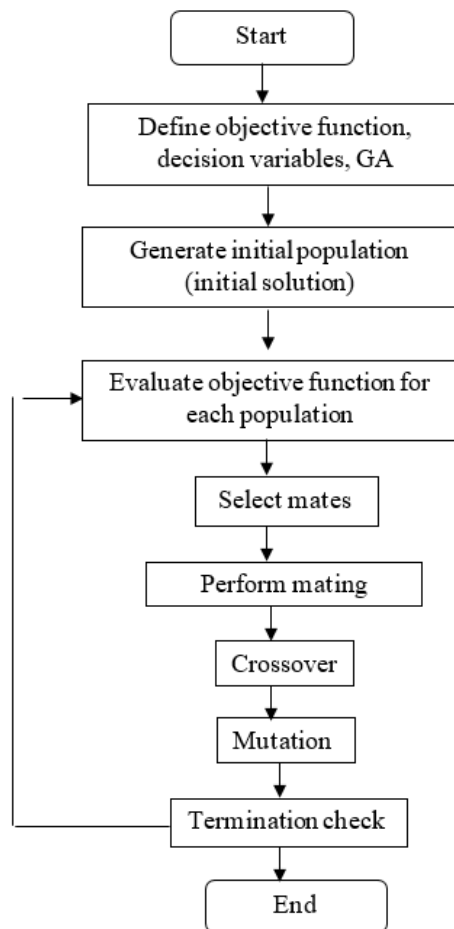 Start
Define objective function,
decision variables, GA
Generate initial population
(initial solution)
Evaluate objective function for
each population
Select mates
Perform mating
Crossover
Mutation
Termination check
End